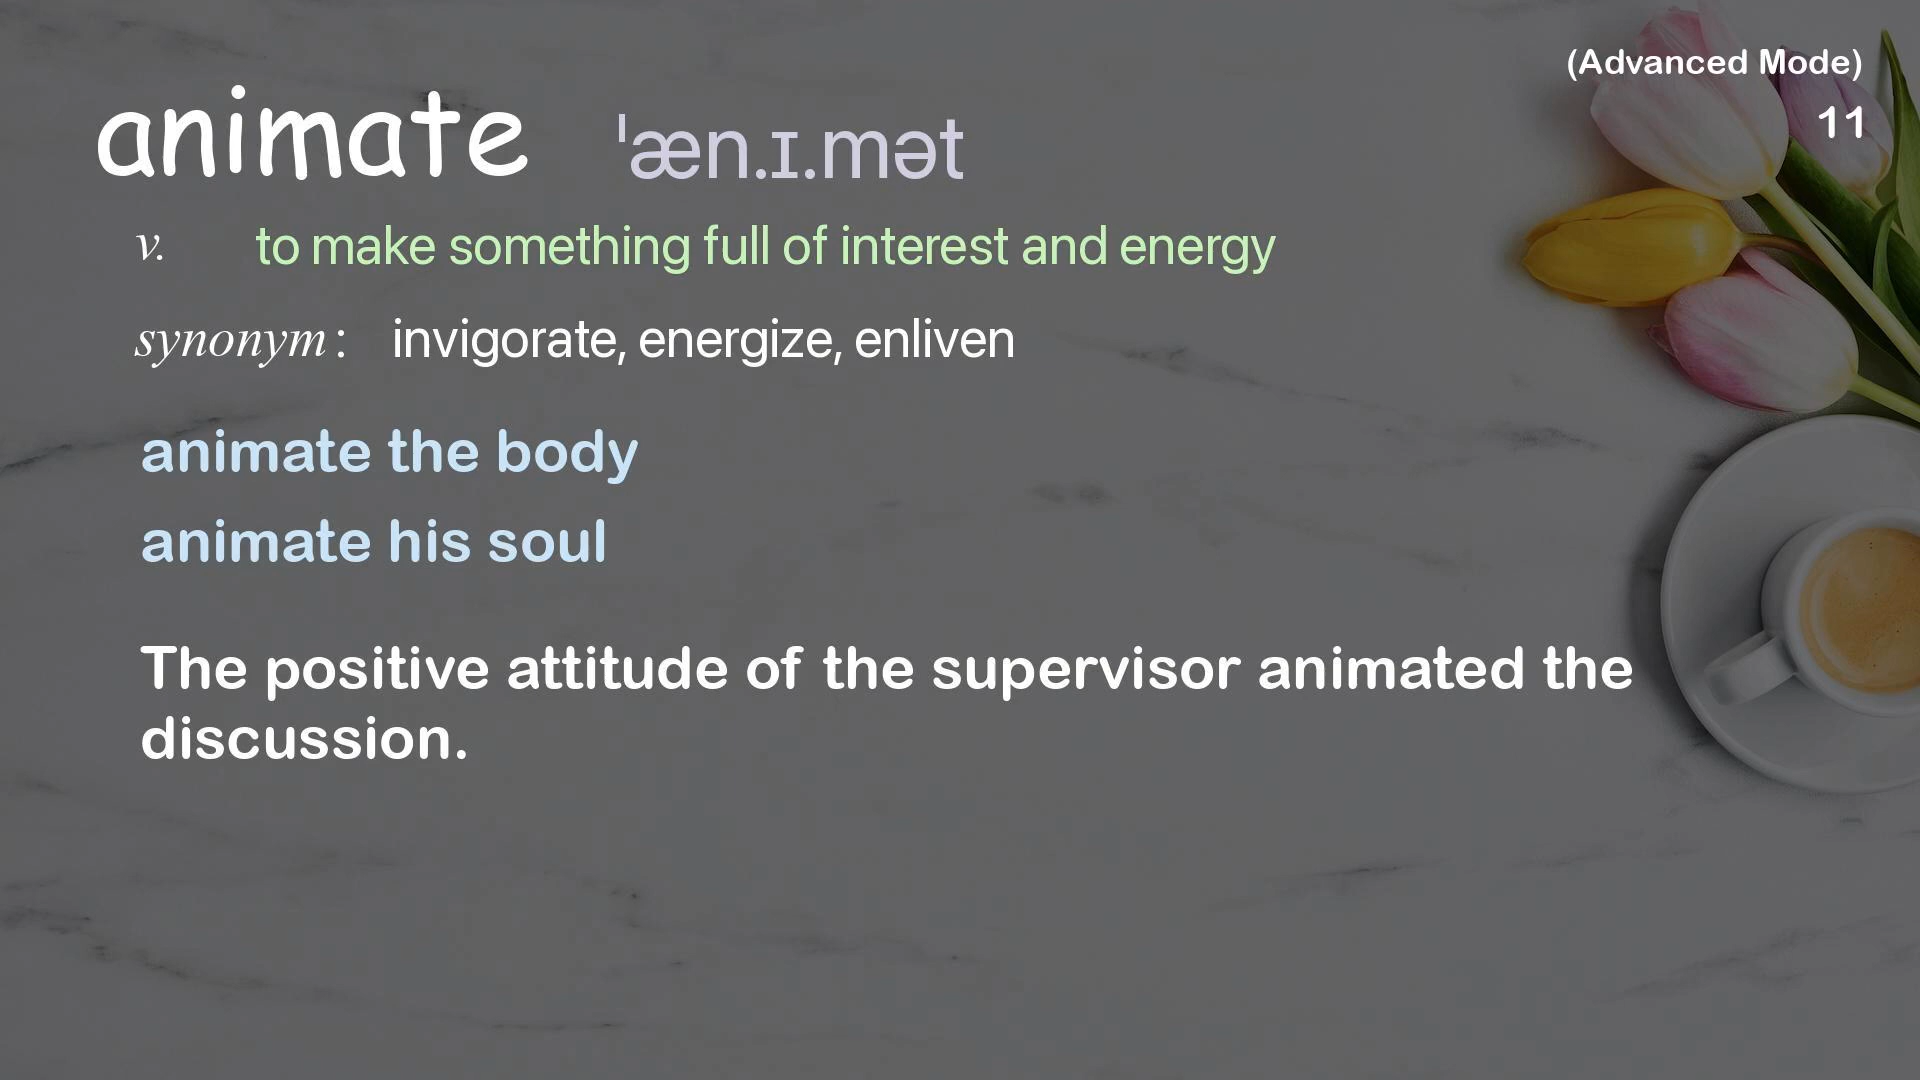 (Advanced Mode)
11
animate ˈæn.ɪ.mət
v. to make something full of interest and energy
synonym: invigorate, energize, enliven
animate the body
animate his soul
The positive attitude of the supervisor animated the
discussion.